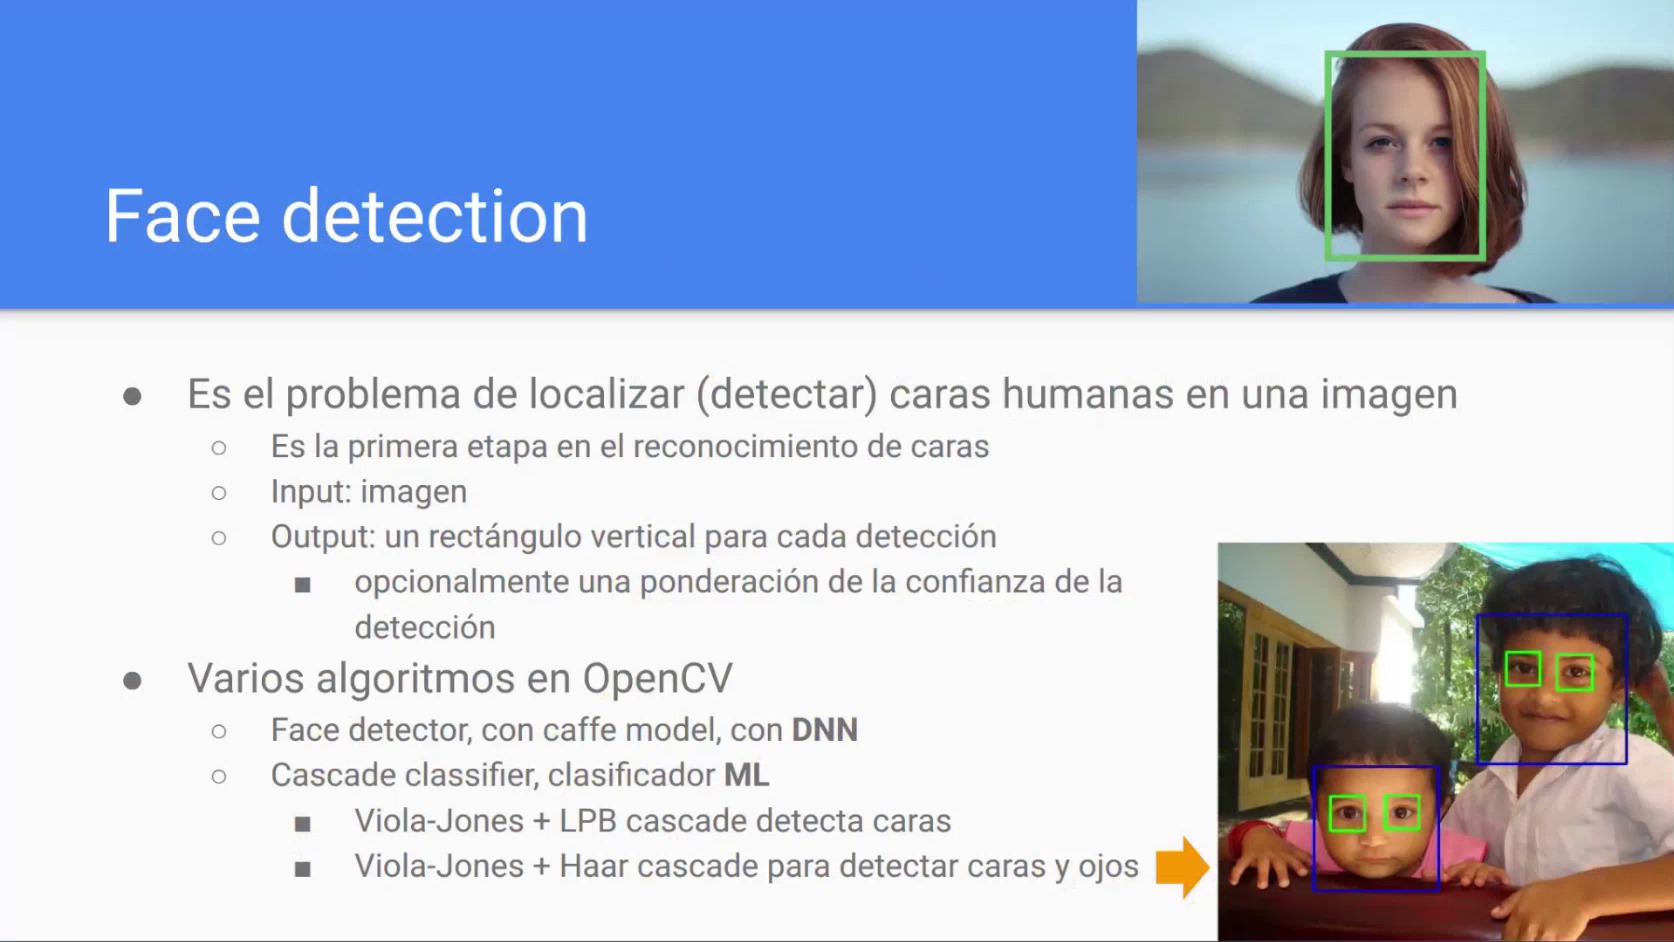 Face detection
Es el problema de localizar (detectar) caras humanas en una imagen
Es la primera etapa en el reconocimiento de caras
Input: imagen
Output: un rectángulo vertical para cada detección
opcionalmente una ponderación de la confianza de la
detección
Varios algoritmos en OpenCV
Face detector, con caffe model, con DNN
Cascade classifier, clasificador ML
Viola-Jones + LPB cascade detecta caras
Viola-Jones + Haar cascade para detectar caras y ojos